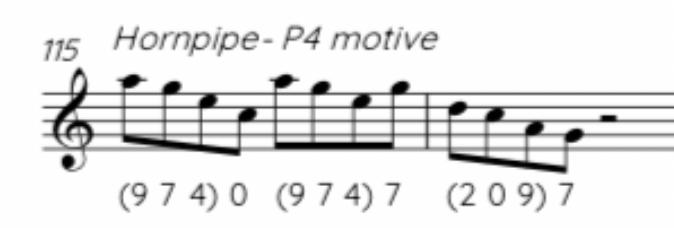 115 Hornpipe- P4 motive
(9 7 4) 0 (9 7 4) 7 (2 0 9) 7